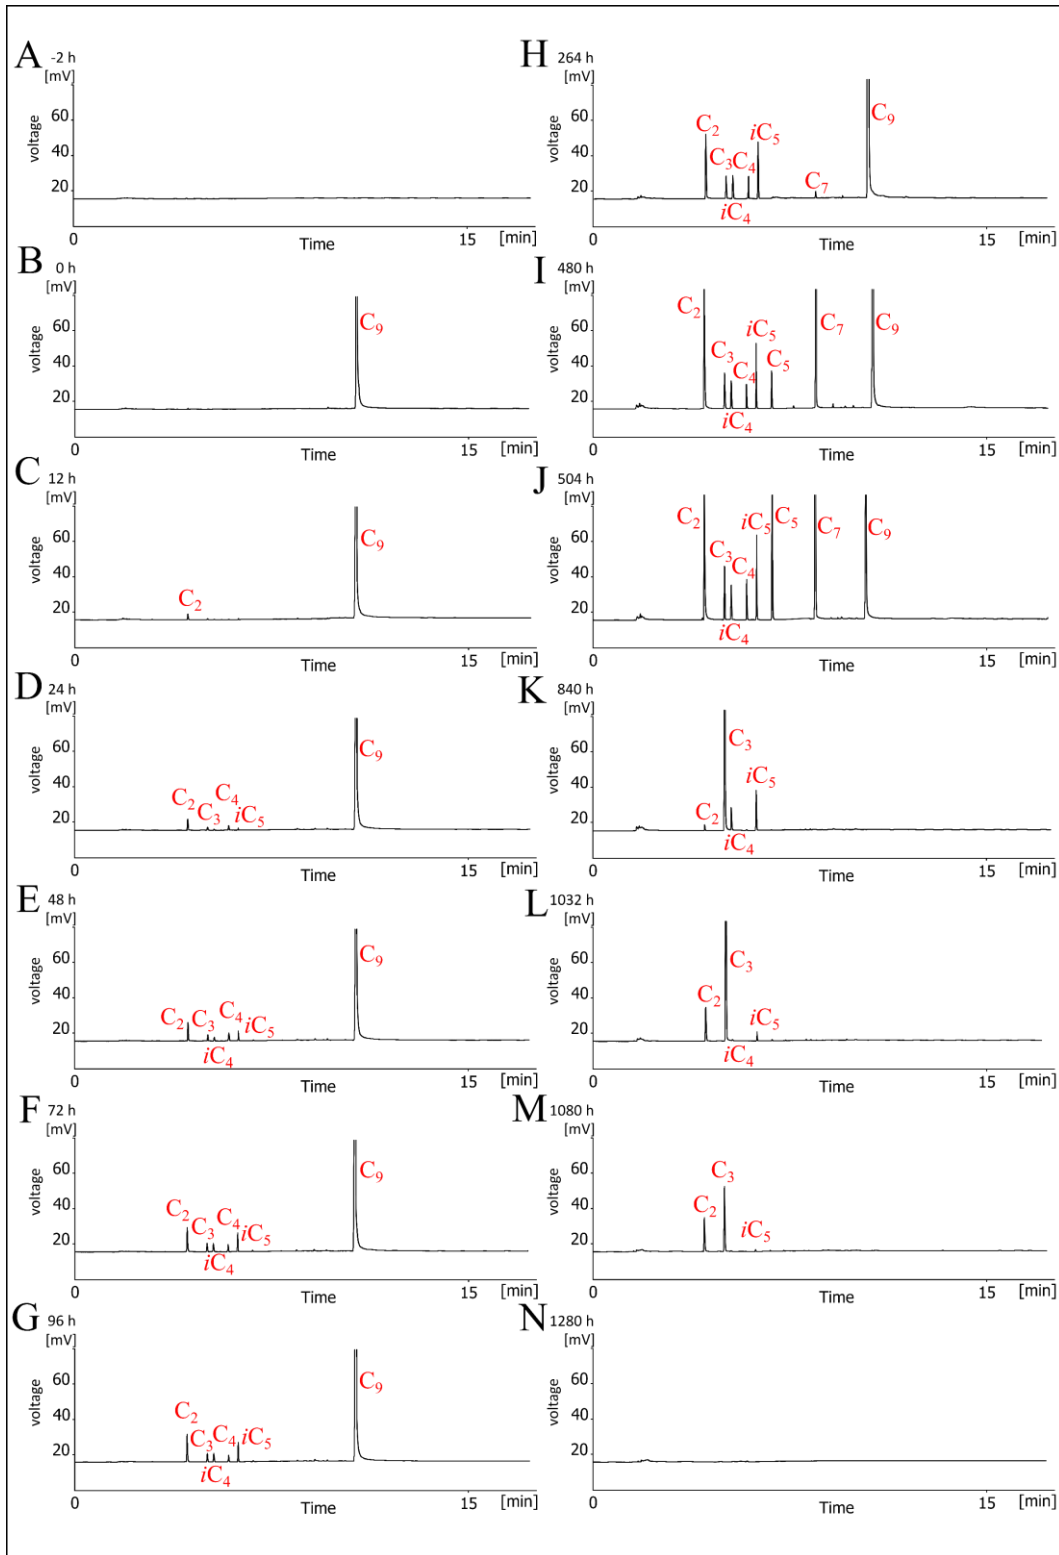 A -2 h
[mV]
60
20
voltage
0 Time 15 [min]
B 0 h
[mV]
60
20
voltage
C9
0 Time 15 [min]
C 12 h
[mV]
60
20
voltage
C2 C9
0 Time 15 [min]
D 24 h
[mV]
60
20
voltage
C2 C3 C4 iC5 C9
0 Time 15 [min]
E 48 h
[mV]
60
20
voltage
C2 C3 C4 iC5 C9
iC4
0 Time 15 [min]
F 72 h
[mV]
60
40
20
voltage
C2 C3 C4 iC5 C9
iC4
0 Time 15 [min]
G 96 h
[mV]
60
40
20
voltage
C2 C3 C4 iC5 C9
iC4
0 Time 15 [min]
H 264 h
[mV]
60
20
voltage
C2 C3 C4 iC5 C7 C9
iC4
0 Time 15 [min]
I 480 h
[mV]
60
40
20
voltage
C2 C3 C4 iC5 C5 C7 C9
iC4
0 Time 15 [min]
J 504 h
[mV]
60
40
20
voltage
C2 C3 C4 iC5 C5 C7 C9
iC4
0 Time 15 [min]
K 840 h
[mV]
60
40
20
voltage
C2 C3 iC5
iC4
0 Time 15 [min]
L 1032 h
[mV]
60
40
20
voltage
C2 C3 iC5
iC4
0 Time 15 [min]
M 1080 h
[mV]
60
40
20
voltage
C2 C3 iC5
0 Time 15 [min]
N 1280 h
[mV]
60
40
20
voltage
0 Time 15 [min]